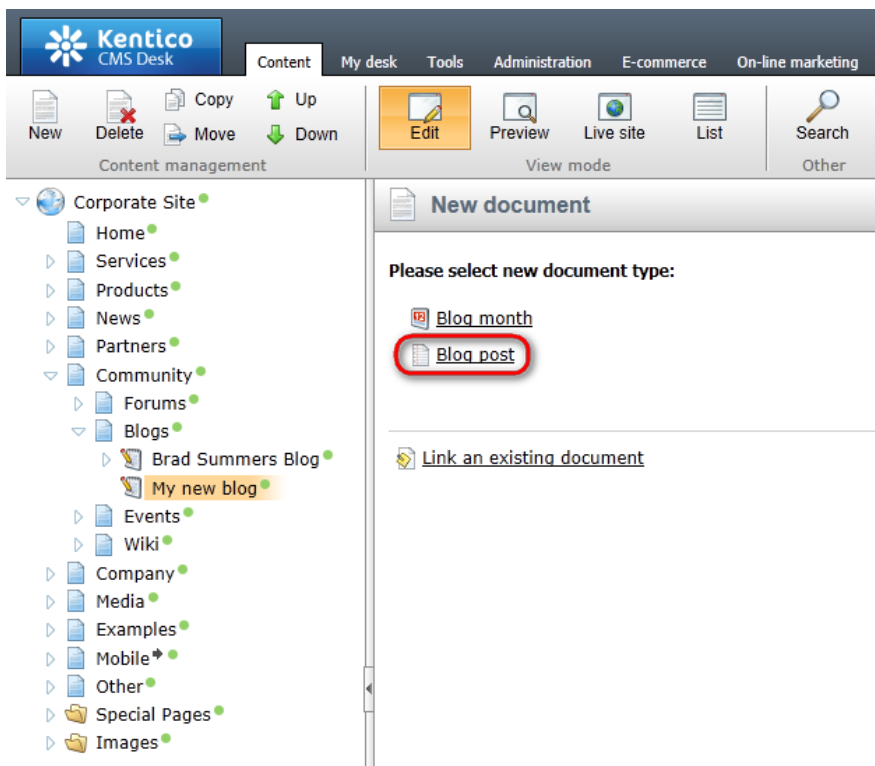 Kentico
CMS Desk
Content My desk Tools Administration E-commerce On-line marketing
New Delete Copy Move Up Down Edit Preview Live site List Search
Content management View mode Other
Corporate Site
Home
Services
Products
News
Partners
Community
Forums
Blogs
Brad Summers Blog
My new blog
Events
Wiki
Company
Media
Examples
Mobile
Other
Special Pages
Images
New document
Please select new document type:
Blog month
Blog post
Link an existing document